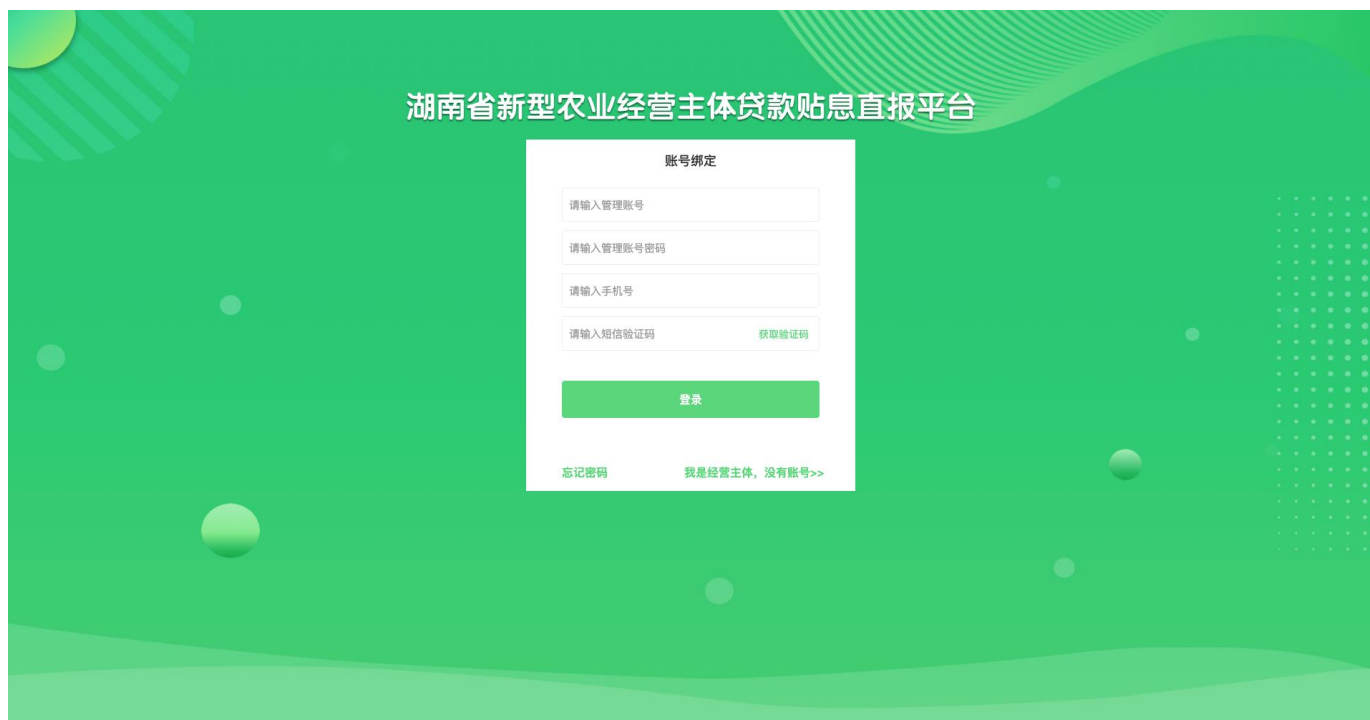 湖南省新型农业经营主体贷款贴息直报平台
账号绑定
请输入管理账号
请输入管理账号密码
请输入手机号
请输入短信验证码 获取验证码
登录
忘记密码 我是经营主体，没有账号>>